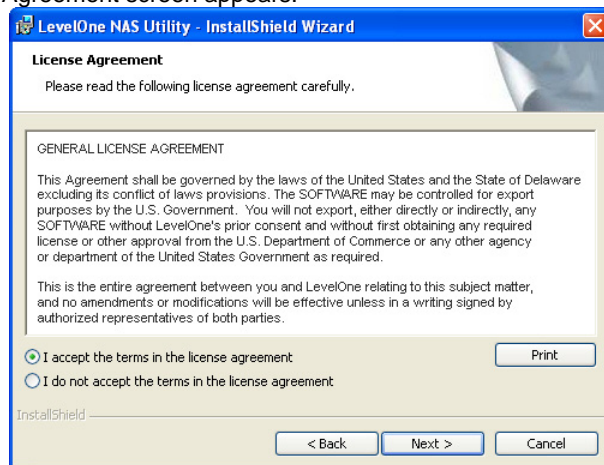 Agreement screen appears.
LevelOne NAS Utility - InstallShield Wizard
License Agreement
Please read the following license agreement carefully.
GENERAL LICENSE AGREEMENT
This Agreement shall be governed by the laws of the United States and the State of Delaware
excluding its conflict of laws provisions. The SOFTWARE may be controlled for export
purposes by the U.S. Government.  You will not export, either directly or indirectly, any
SOFTWARE without LevelOne's prior consent and without first obtaining any required
license or other approval from the U.S. Department of Commerce or any other agency
or department of the United States Government as required.
This is the entire agreement between you and LevelOne relating to this subject matter,
and no amendments or modifications will be effective unless in a writing signed by
authorized representatives of both parties.
I accept the terms in the license agreement
Print
I do not accept the terms in the license agreement
InstallShield
< Back
Next >
Cancel